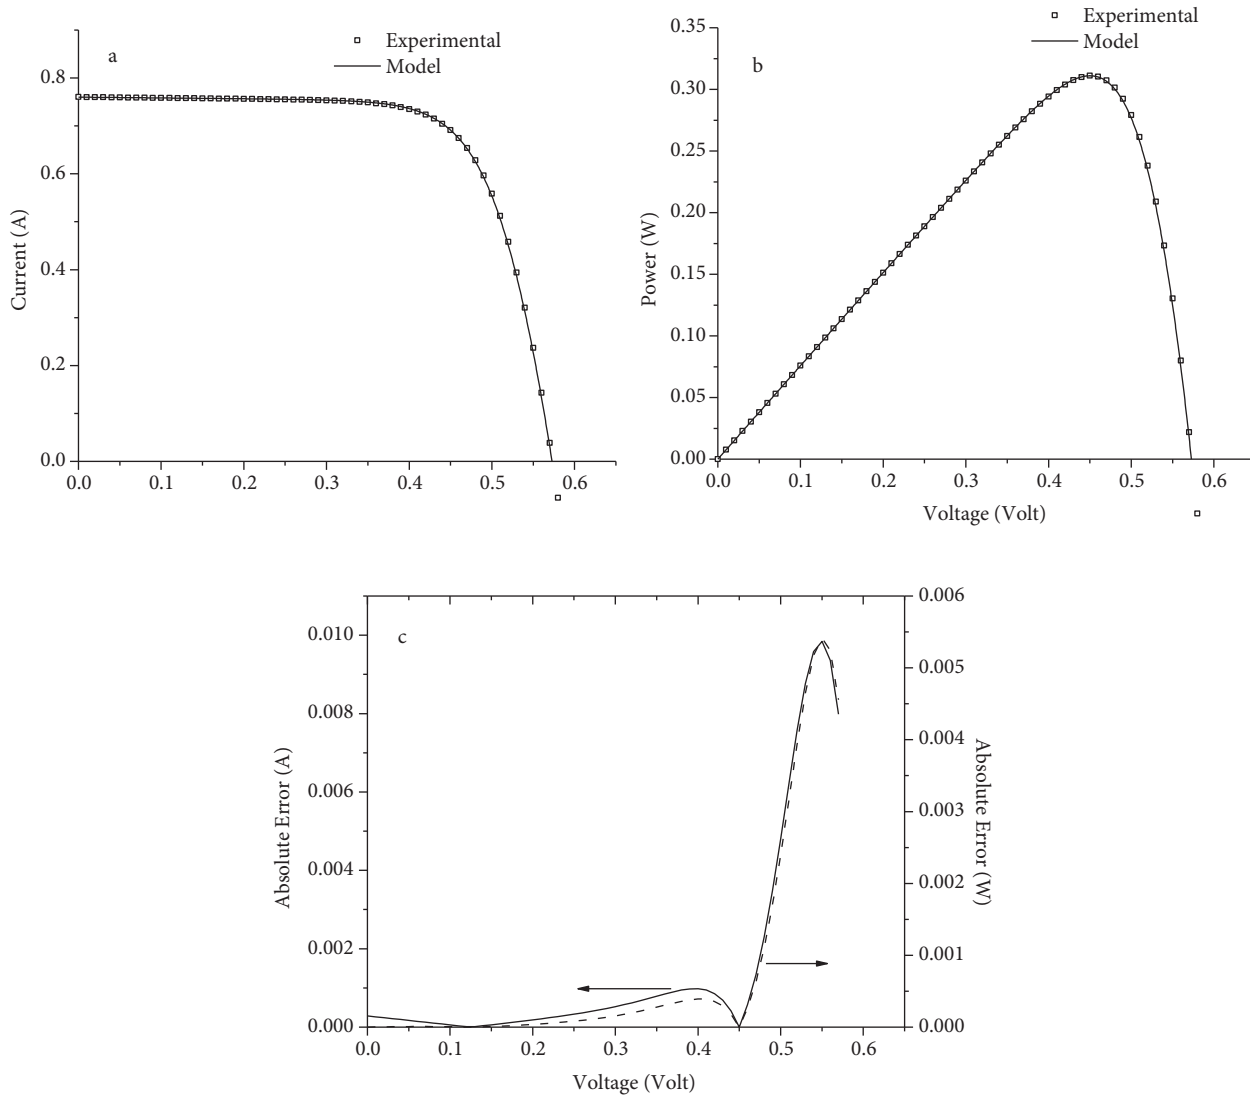 a
Experimental
Model
0.8
0.6
0.4
0.2
0.0
Current (A)
0.0 0.1 0.2 0.3 0.4 0.5 0.6
b
Experimental
Model
0.35
0.30
0.25
0.20
0.15
0.10
0.05
0.00
Power (W)
0.0 0.1 0.2 0.3 0.4 0.5 0.6
Voltage (Volt)
c
0.010
0.008
0.006
0.004
0.002
0.000
Absolute Error (A)
0.006
0.005
0.004
0.003
0.002
0.001
0.000
Absolute Error (W)
0.0 0.1 0.2 0.3 0.4 0.5 0.6
Voltage (Volt)